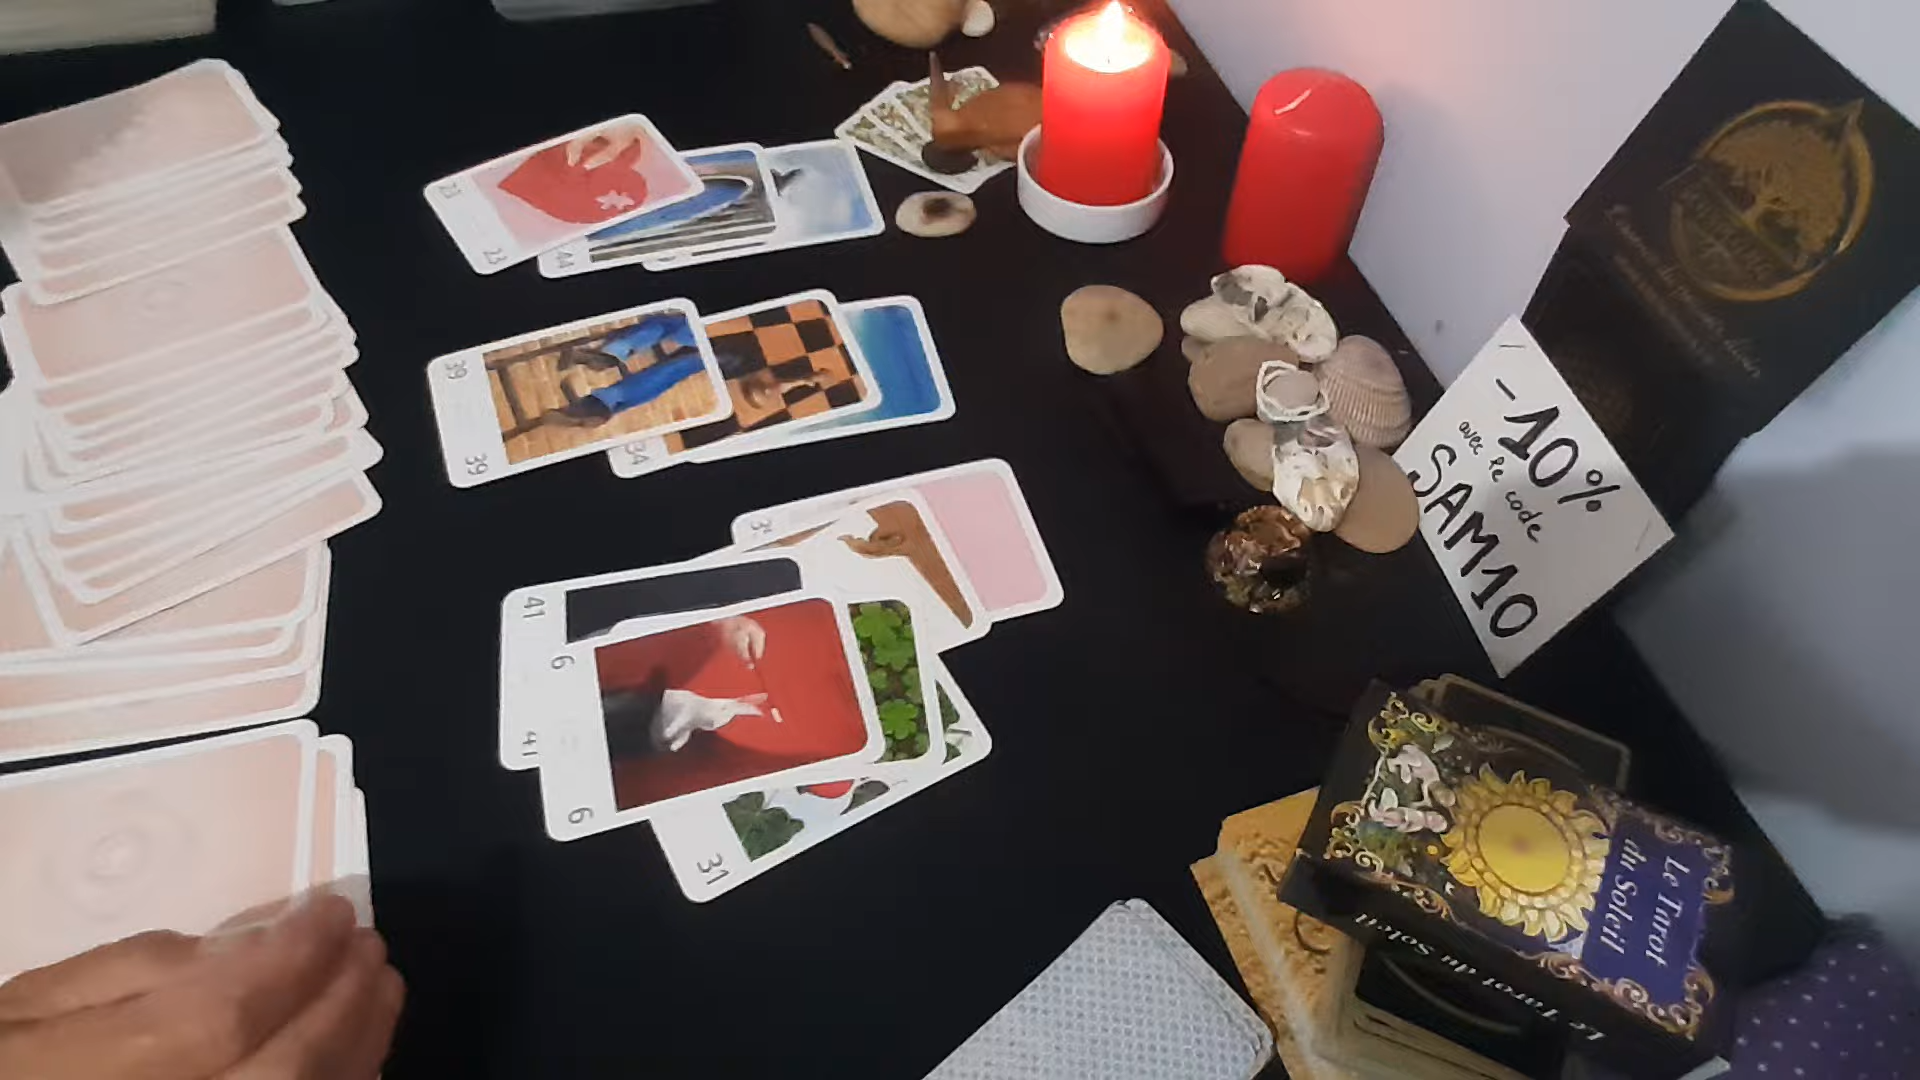 23
23
44
39
39
34
41
41
6
6
31
-10%
avec le code
SAM10
Le Tarot
du Soleil
Le Tarot du Soleil